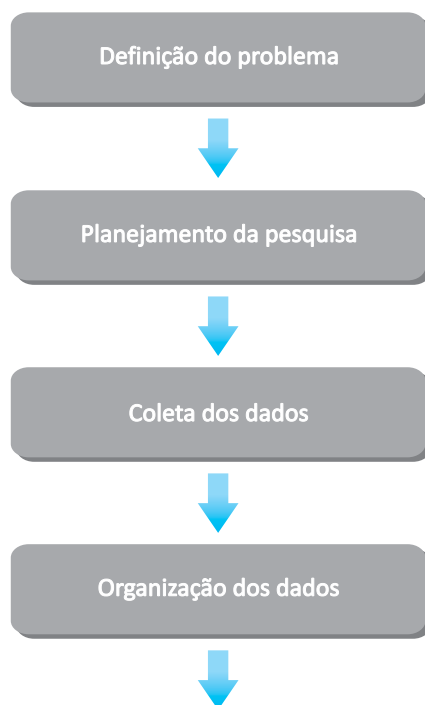 Definição do problema
Planejamento da pesquisa
Coleta dos dados
Organização dos dados